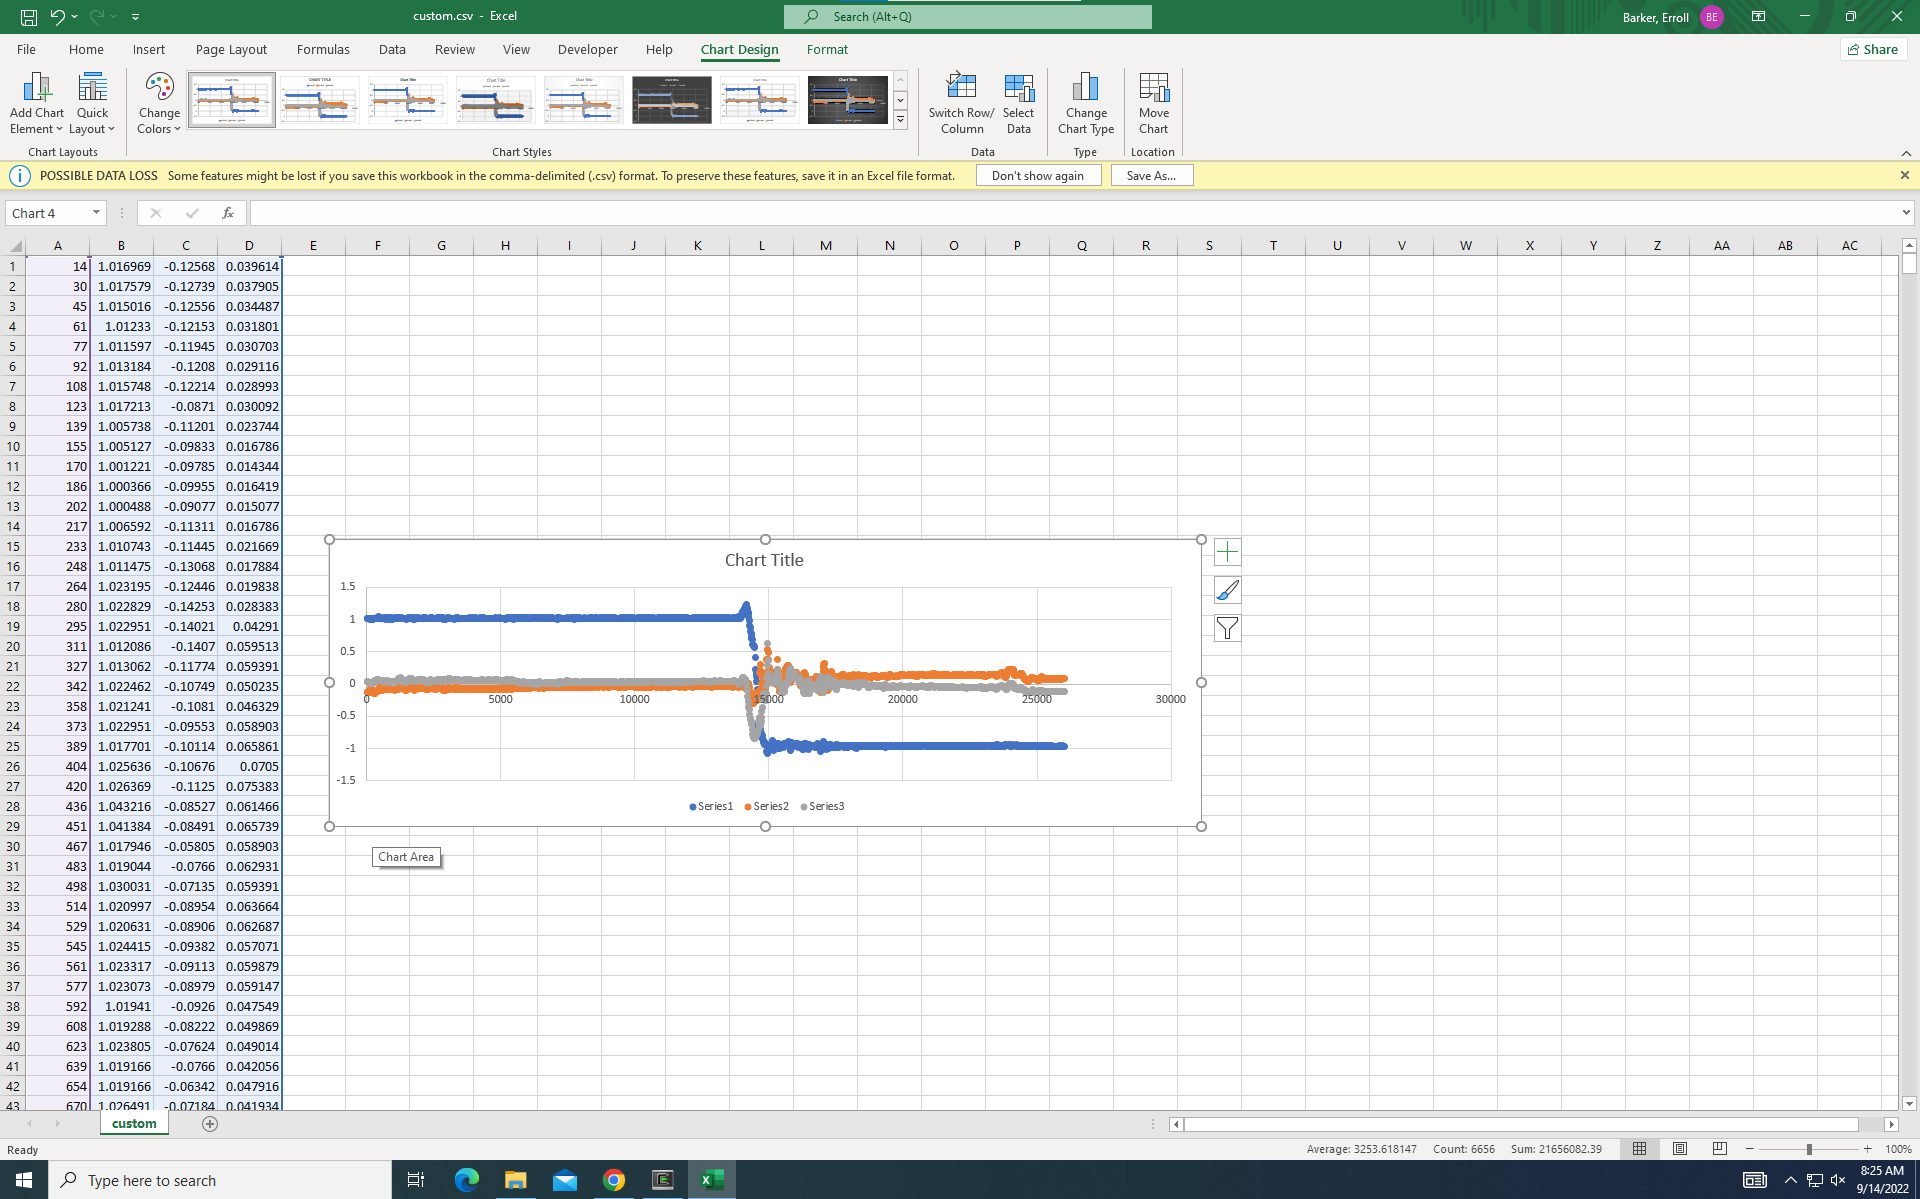 custom.csv - Excel
Search (Alt+Q)
Barker, Erroll
BE
File Home Insert Page Layout Formulas Data Review View Developer Help Chart Design Format
Share
Add Chart Element
Quick Layout
Change Colors
Switch Row/ Column
Select Data
Change Chart Type
Move Chart
Chart Layouts
Chart Styles
Data
Type
Location
POSSIBLE DATA LOSS Some features might be lost if you save this workbook in the comma-delimited (.csv) format. To preserve these features, save it in an Excel file format.
Don't show again
Save As...
Chart 4
fx
A B C D E F G H I J K L M N O P Q R S T U V W X Y Z AA AB AC
1 14 1.016969 -0.12568 0.039614
2 30 1.017579 -0.12739 0.037905
3 45 1.015016 -0.12556 0.034487
4 61 1.01233 -0.12153 0.031801
5 77 1.011597 -0.11945 0.030703
6 92 1.013184 -0.1208 0.029116
7 108 1.015748 -0.12214 0.028993
8 123 1.017213 -0.0871 0.030092
9 139 1.005738 -0.11201 0.023744
10 155 1.005127 -0.09833 0.016786
11 170 1.001221 -0.09785 0.014344
12 186 1.000366 -0.09955 0.016419
13 202 1.000488 -0.09077 0.015077
14 217 1.006592 -0.11311 0.016786
15 233 1.010743 -0.11445 0.021669
16 248 1.011475 -0.13068 0.017884
17 264 1.023195 -0.12446 0.019838
18 280 1.022829 -0.14253 0.028383
19 295 1.022951 -0.14021 0.04291
20 311 1.012086 -0.1407 0.059513
21 327 1.013062 -0.11774 0.059391
22 342 1.022462 -0.10749 0.050235
23 358 1.021241 -0.1081 0.046329
24 373 1.022951 -0.09553 0.058903
25 389 1.017701 -0.10114 0.065861
26 404 1.025636 -0.10676 0.0705
27 420 1.026369 -0.1125 0.075383
28 436 1.043216 -0.08527 0.061466
29 451 1.041384 -0.08491 0.065739
30 467 1.017946 -0.05805 0.058903
31 483 1.019044 -0.0766 0.062931
32 498 1.030031 -0.07135 0.059391
33 514 1.020997 -0.08954 0.063664
34 529 1.020631 -0.08906 0.062687
35 545 1.024415 -0.09382 0.057071
36 561 1.023317 -0.09113 0.059879
37 577 1.023073 -0.08979 0.059147
38 592 1.01941 -0.0926 0.047549
39 608 1.019288 -0.08222 0.049869
40 623 1.023805 -0.07624 0.049014
41 639 1.019166 -0.0766 0.042056
42 654 1.019166 -0.06342 0.047916
43 670 1.026491 -0.07184 0.041934
Chart Title
1.5
1
0.5
0
0 5000 10000 15000 20000 25000 30000
-0.5
-1
-1.5
Series1 Series2 Series3
Chart Area
custom
Ready
Average: 3253.618147 Count: 6656 Sum: 21656082.39
100%
Type here to search
8:25 AM
9/14/2022